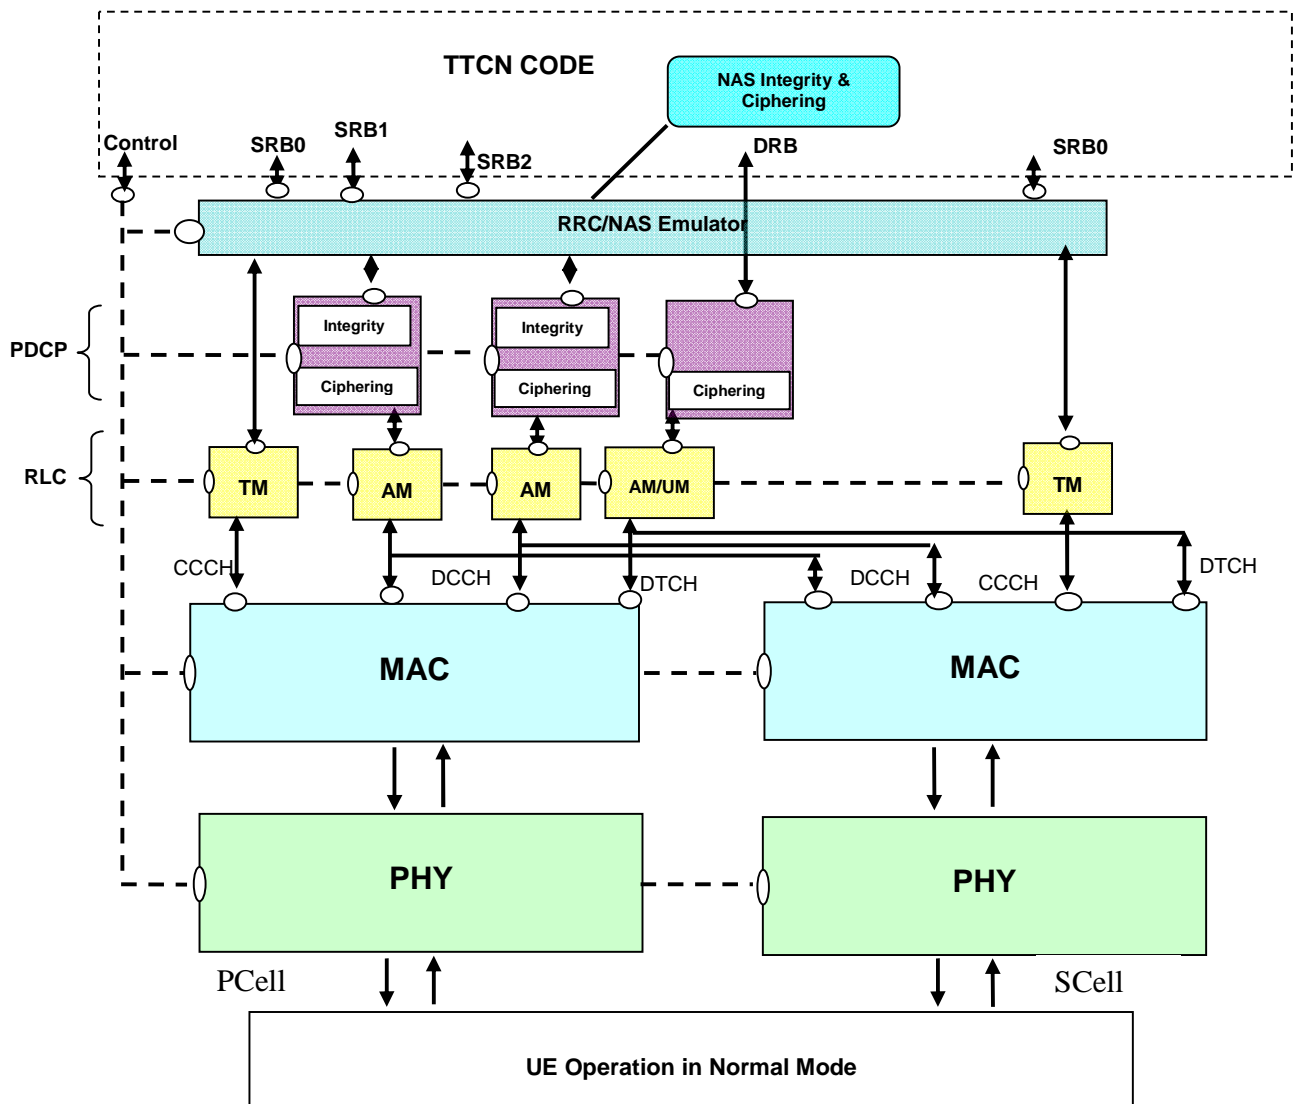 TTCN CODE
NAS Integrity &
Ciphering
Control
SRB0
SRB1
SRB2
DRB
SRB0
RRC/NAS Emulator
PDCP
Integrity
Ciphering
Integrity
Ciphering
Ciphering
RLC
TM
AM
AM
AM/UM
TM
CCCH
DCCH
DTCH
DCCH
CCCH
DTCH
MAC
MAC
PHY
PHY
PCell
SCell
UE Operation in Normal Mode